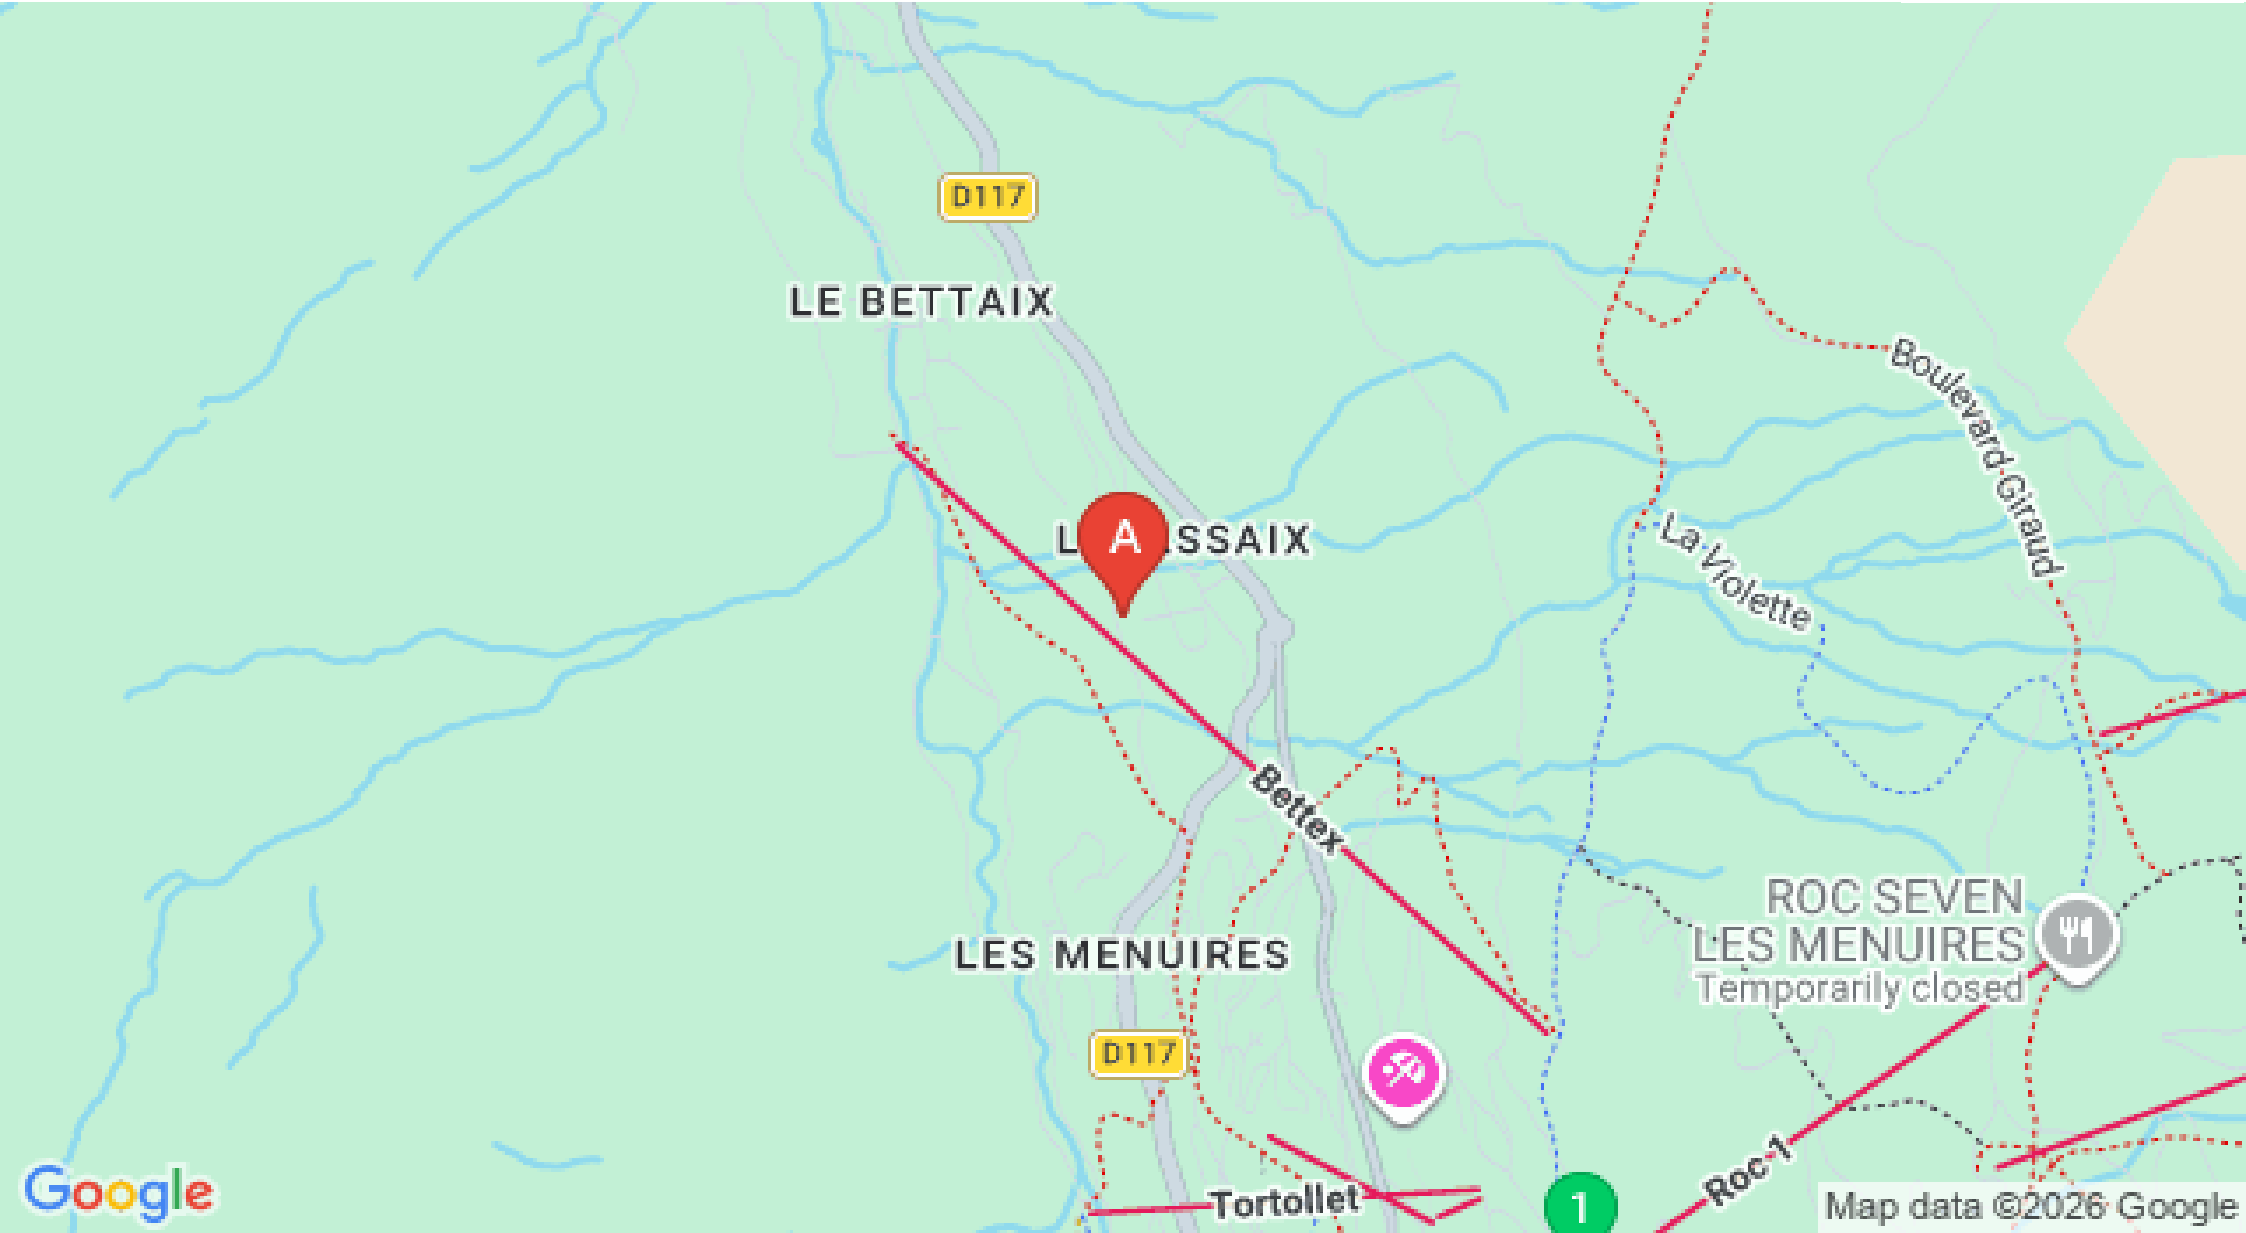 D117
LE BETTAIX
Boulevard Giraud
A
SSAIX
La Violette
Bettex
ROC SEVEN
LES MENUIRES
Temporarily closed
LES MENUIRES
D117
Roc 1
Tortollet
1
Google
Map data ©2026 Google